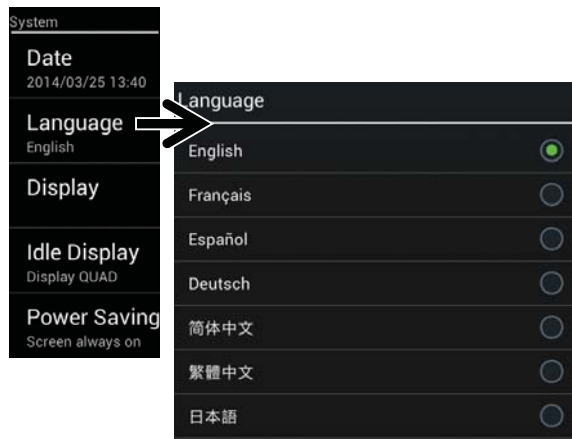 System
Date
2014/03/25 13:40
Language
English
Display
Idle Display
Display QUAD
Power Saving
Screen always on
Language
English
Français
Español
Deutsch
简体中文
繁體中文
日本語